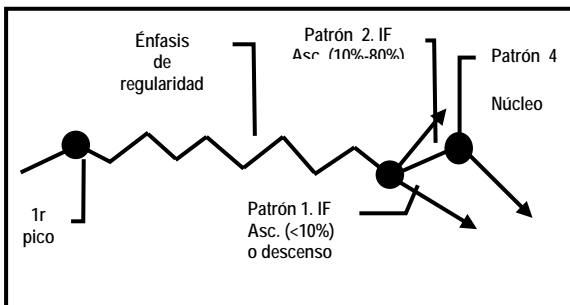 Énfasis
de
regularidad
Patrón 2. IF
Asc. (10%-80%)
Patrón 4
Núcleo
1r
pico
Patrón 1. IF
Asc. (<10%)
o descenso